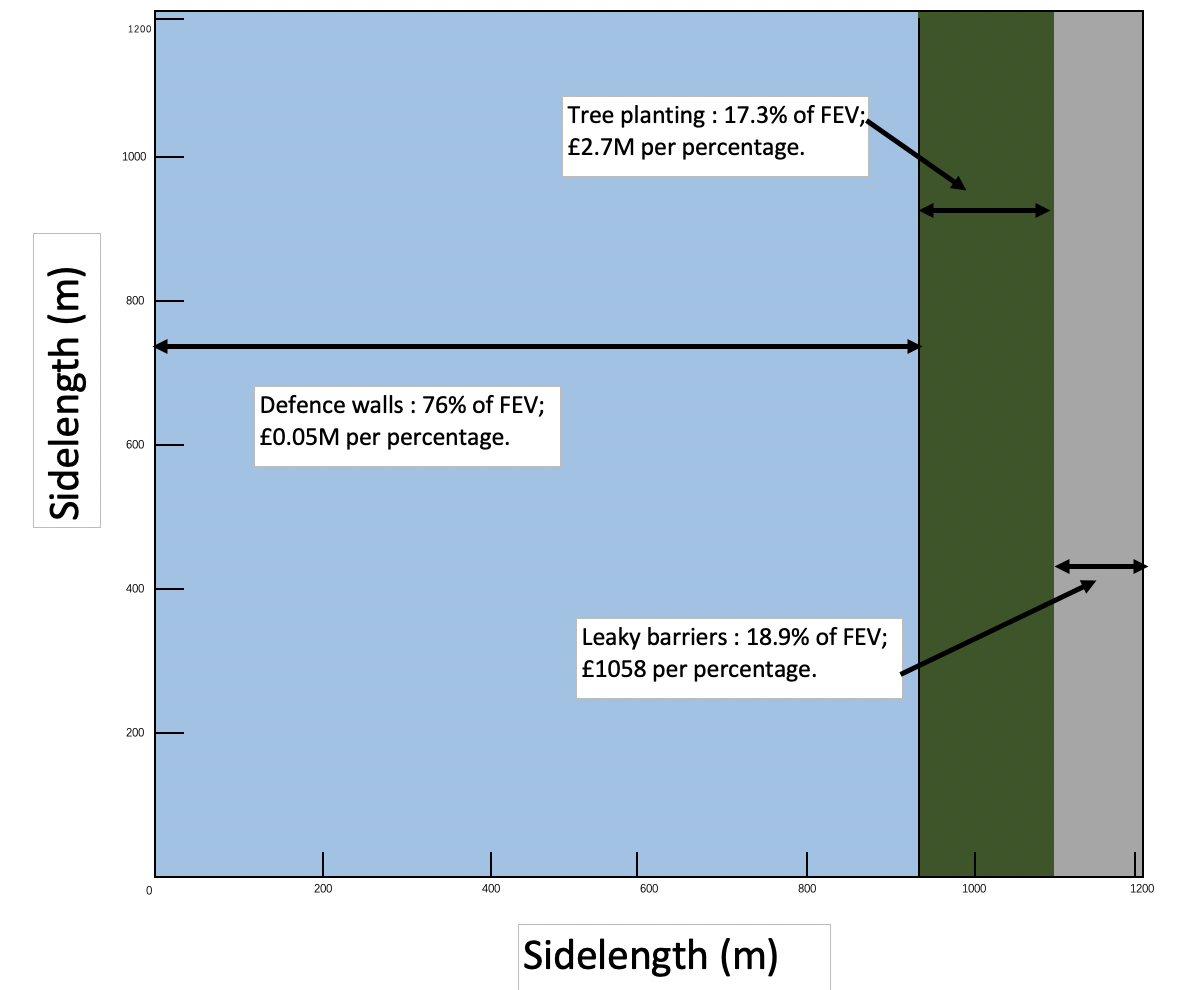 1200
Tree planting : 17.3% of FEV;
£2.7M per percentage.
1000
800
Sidelength (m)
Defence walls : 76% of FEV;
£0.05M per percentage.
600
400
Leaky barriers : 18.9% of FEV;
£1058 per percentage.
200
0
200
400
600
800
1000
1200
Sidelength (m)